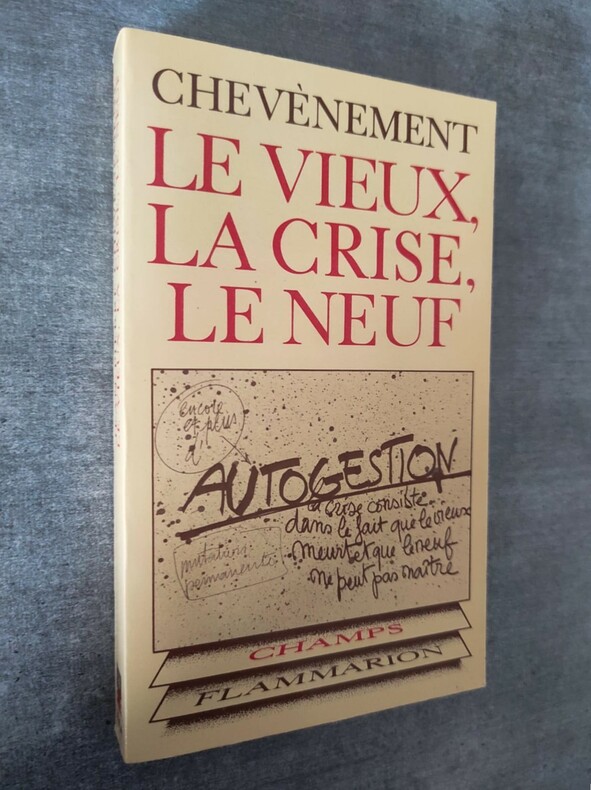 CHEVÈNEMENT
LE VIEUX,
LA CRISE,
LE NEUF
encore
et plus
d'
AUTOGESTION
la crise consiste
dans le fait que le vieux
meurt et que le neuf
ne peut pas naître
mutations
permanente
CHAMPS
FLAMMARION